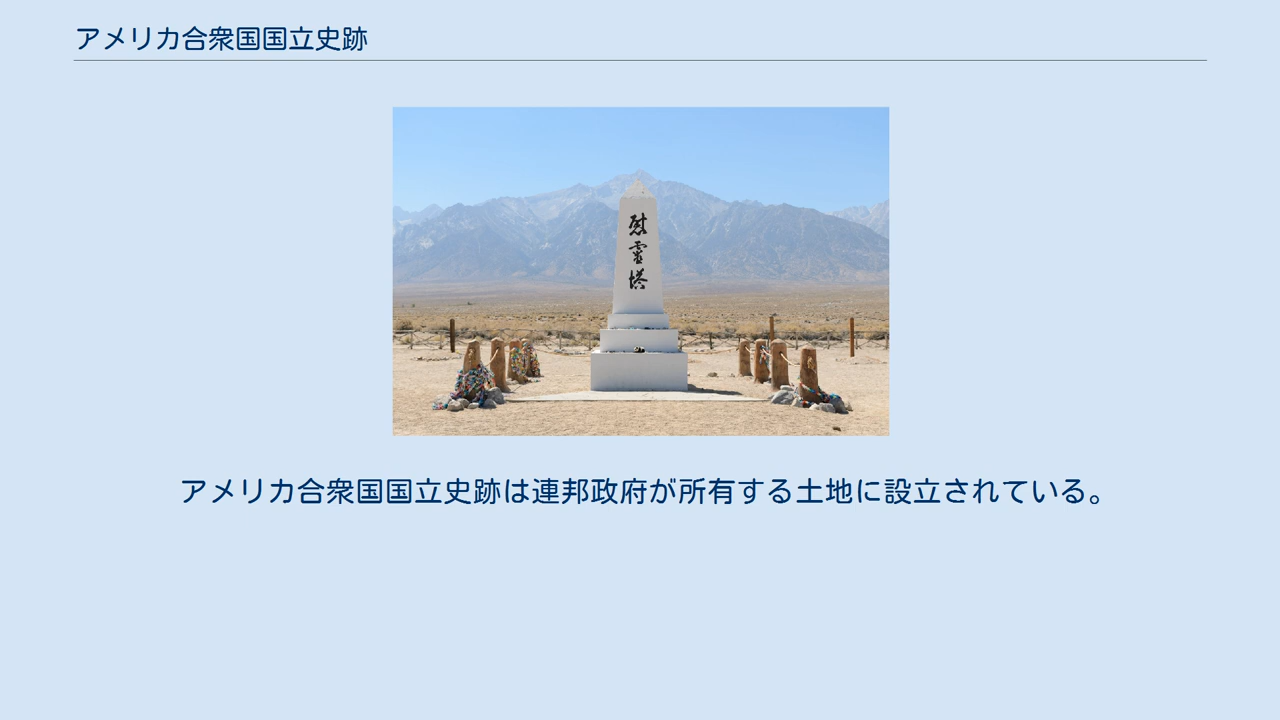 アメリカ合衆国国立史跡
慰霊塔
アメリカ合衆国国立史跡は連邦政府が所有する土地に設立されている。